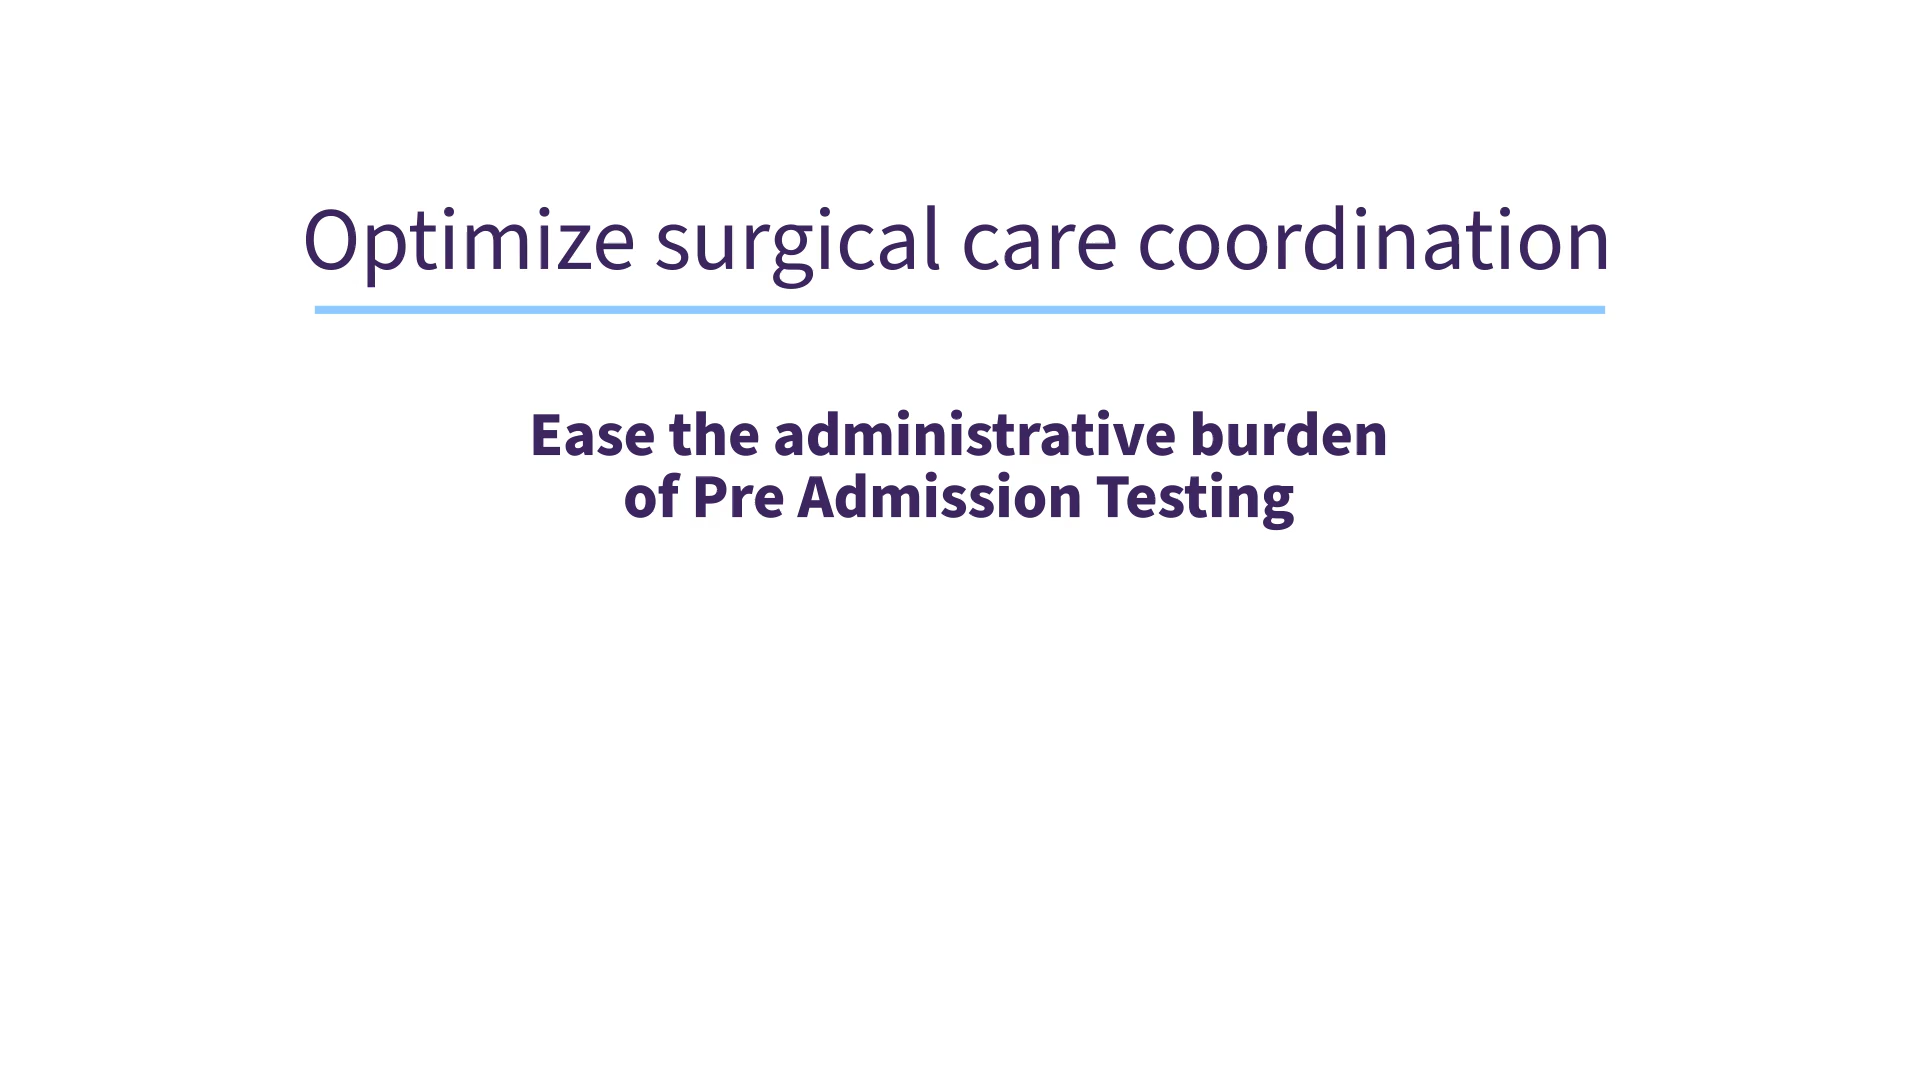 Optimize surgical care coordination
Ease the administrative burden
of Pre Admission Testing